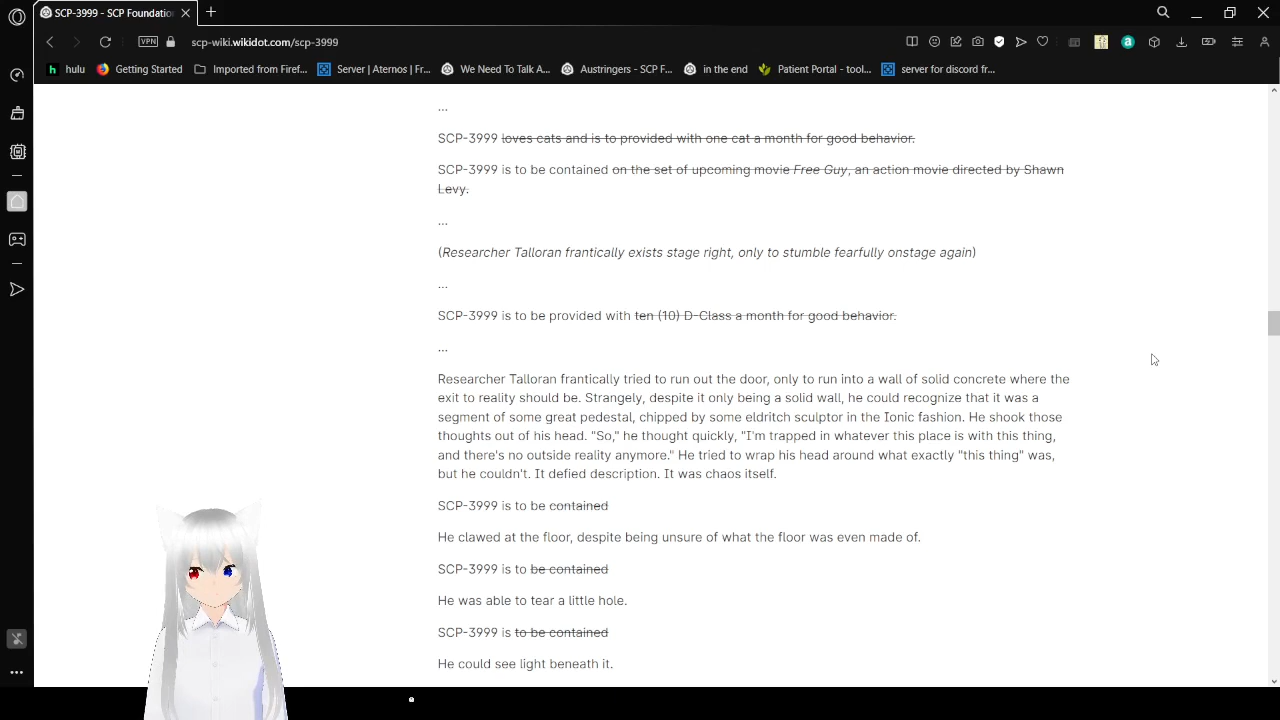 SCP-3999 - SCP Foundation
VPN
scp-wiki.wikidot.com/scp-3999
a
h hulu
Getting Started
Imported from Firef...
Server | Aternos | Fr...
We Need To Talk A...
Austringers - SCP F...
in the end
Patient Portal - tool...
server for discord fr...
...
SCP-3999 loves cats and is to provided with one cat a month for good behavior.
SCP-3999 is to be contained on the set of upcoming movie Free Guy, an action movie directed by Shawn
Levy.
...
(Researcher Talloran frantically exists stage right, only to stumble fearfully onstage again)
...
SCP-3999 is to be provided with ten (10) D-Class a month for good behavior.
...
Researcher Talloran frantically tried to run out the door, only to run into a wall of solid concrete where the
exit to reality should be. Strangely, despite it only being a solid wall, he could recognize that it was a
segment of some great pedestal, chipped by some eldritch sculptor in the Ionic fashion. He shook those
thoughts out of his head. "So," he thought quickly, "I'm trapped in whatever this place is with this thing,
and there's no outside reality anymore." He tried to wrap his head around what exactly "this thing" was,
but he couldn't. It defied description. It was chaos itself.
SCP-3999 is to be contained
He clawed at the floor, despite being unsure of what the floor was even made of.
SCP-3999 is to be contained
He was able to tear a little hole.
SCP-3999 is to be contained
He could see light beneath it.